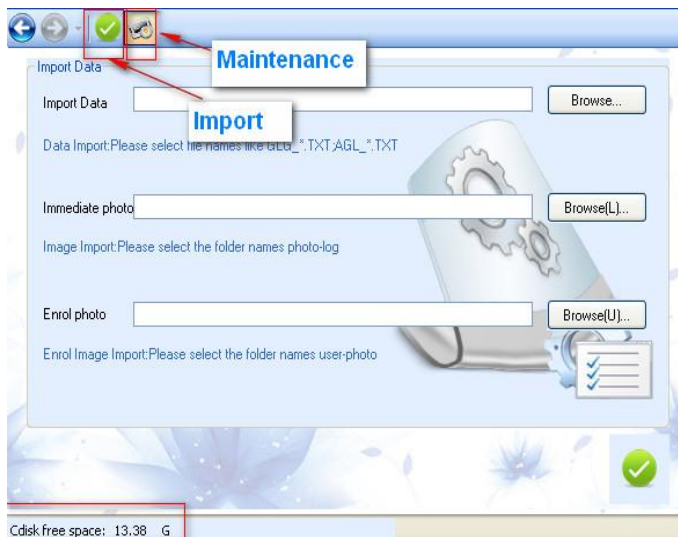 Maintenance
Import Data
Import Data
Browse...
Import
Data Import:Please select file names like GLG_*.TXT;AGL_*.TXT
Immediate photo
Browse(L)...
Image Import:Please select the folder names photo-log
Enrol photo
Browse(U)...
Enrol Image Import:Please select the folder names user-photo
Cdisk free space: 13.38 G